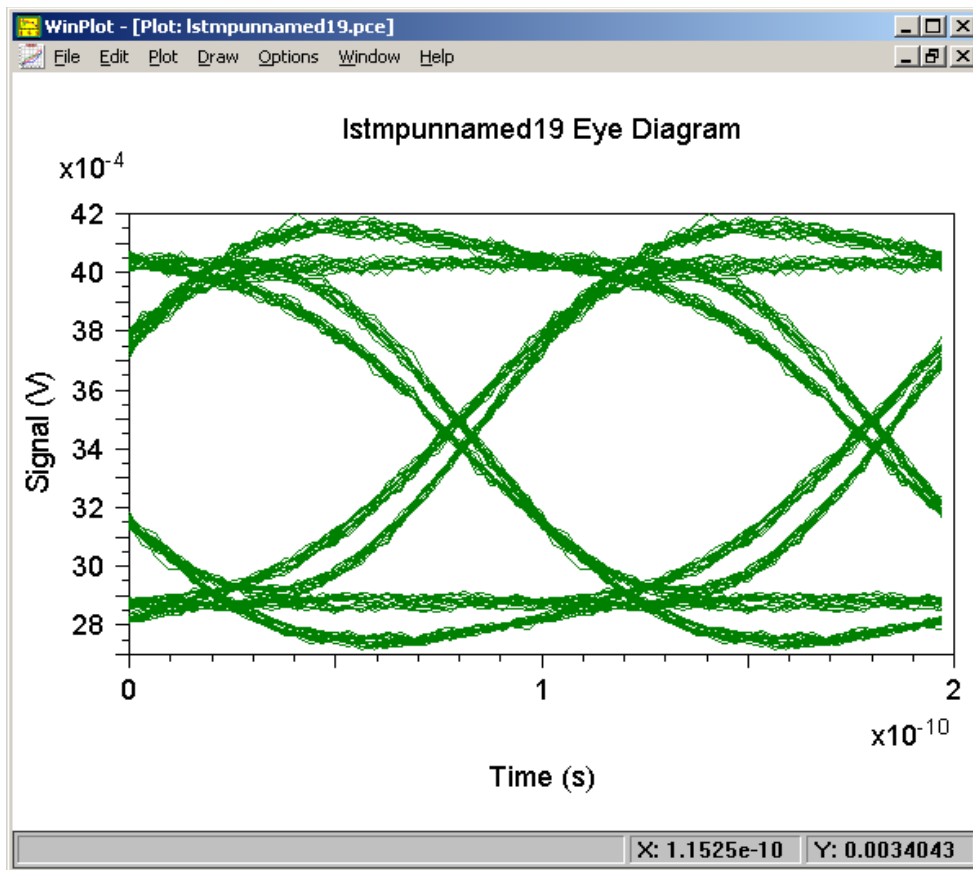 WinPlot - [Plot: lstmpunnamed19.pce]
File Edit Plot Draw Options Window Help
lstmpunnamed19 Eye Diagram
x10-4
42
40
38
36
34
32
30
28
Signal (V)
0 1 2
x10-10
Time (s)
X: 1.1525e-10 Y: 0.0034043